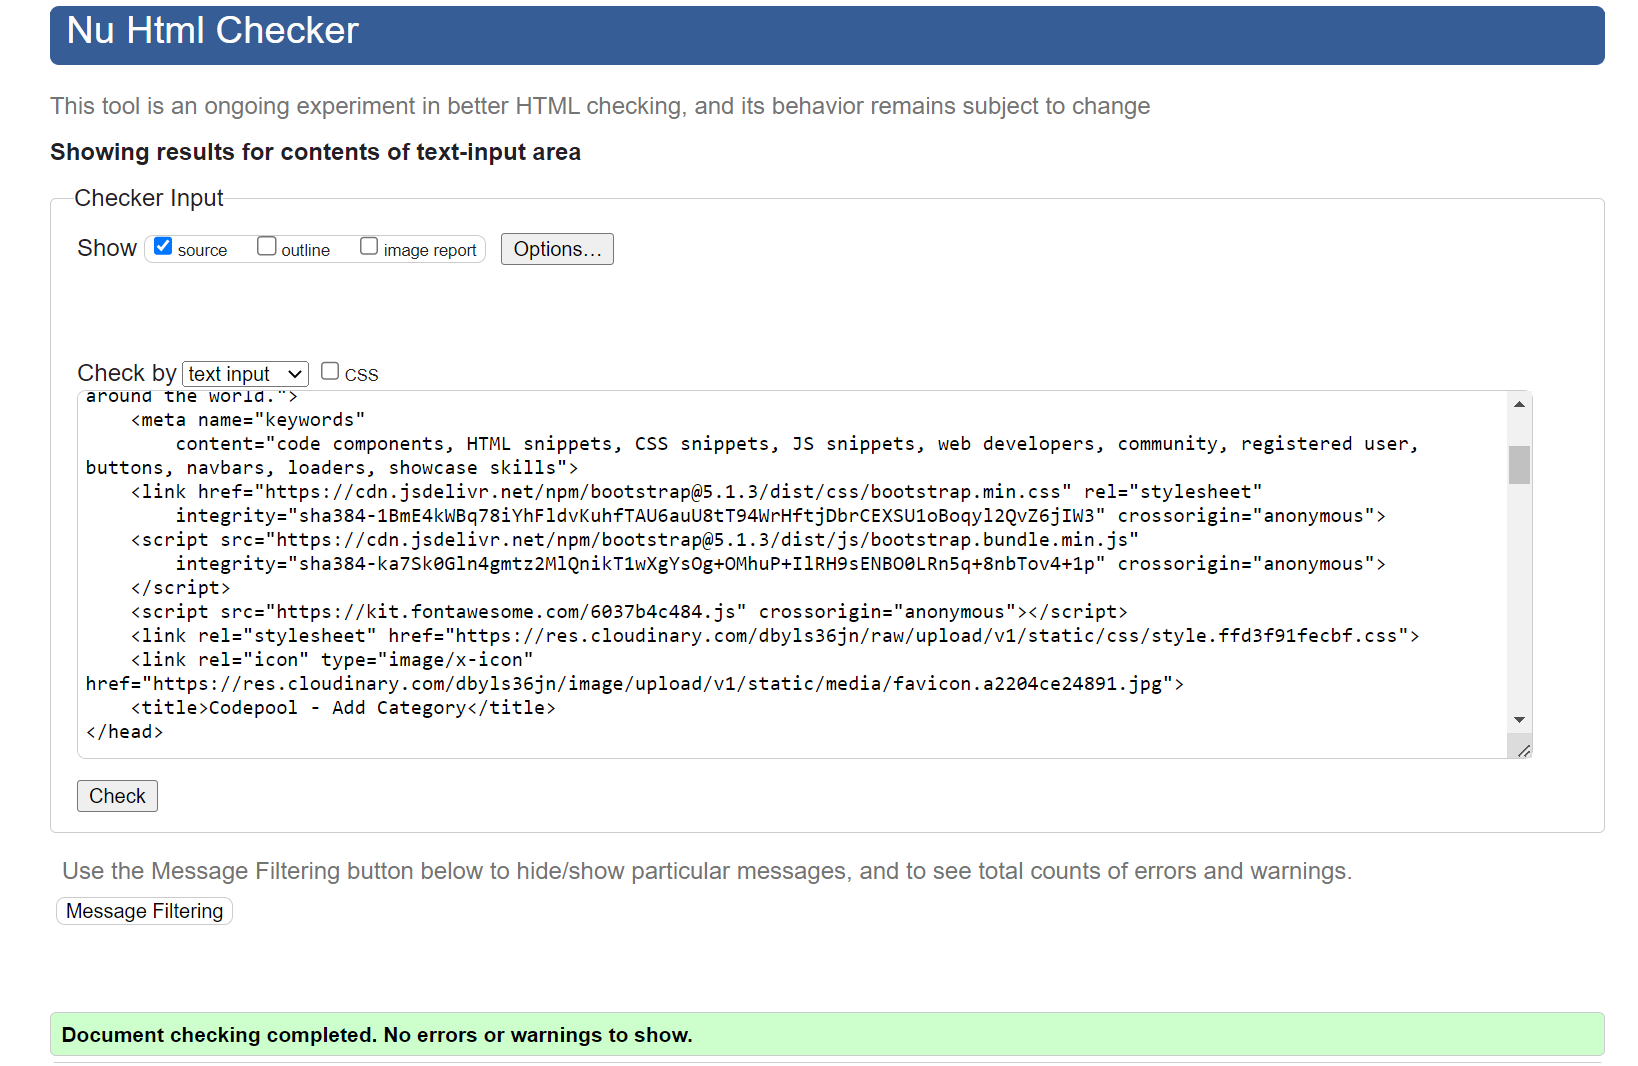 Nu Html Checker
This tool is an ongoing experiment in better HTML checking, and its behavior remains subject to change
Showing results for contents of text-input area
Checker Input
Show source outline image report Options...
Check by text input CSS
around the world.">
<meta name="keywords"
content="code components, HTML snippets, CSS snippets, JS snippets, web developers, community, registered user,
buttons, navbars, loaders, showcase skills">
<link href="https://cdn.jsdelivr.net/npm/bootstrap@5.1.3/dist/css/bootstrap.min.css" rel="stylesheet"
integrity="sha384-1BmE4kWBq78iYhFldvKuhfTAU6auU8tT94WrHftjDbrCEXSU1oBoqyl2QvZ6jIW3" crossorigin="anonymous">
<script src="https://cdn.jsdelivr.net/npm/bootstrap@5.1.3/dist/js/bootstrap.bundle.min.js"
integrity="sha384-ka7Sk0Gln4gmtz2MlQnikT1wXgYsOg+OMhuP+IlRH9sENBO0LRn5q+8nbTov4+1p" crossorigin="anonymous">
</script>
<script src="https://kit.fontawesome.com/6037b4c484.js" crossorigin="anonymous"></script>
<link rel="stylesheet" href="https://res.cloudinary.com/dbyls36jn/raw/upload/v1/static/css/style.ffd3f91fecbf.css">
<link rel="icon" type="image/x-icon"
href="https://res.cloudinary.com/dbyls36jn/image/upload/v1/static/media/favicon.a2204ce24891.jpg">
<title>Codepool - Add Category</title>
</head>
Check
Use the Message Filtering button below to hide/show particular messages, and to see total counts of errors and warnings.
Message Filtering
Document checking completed. No errors or warnings to show.